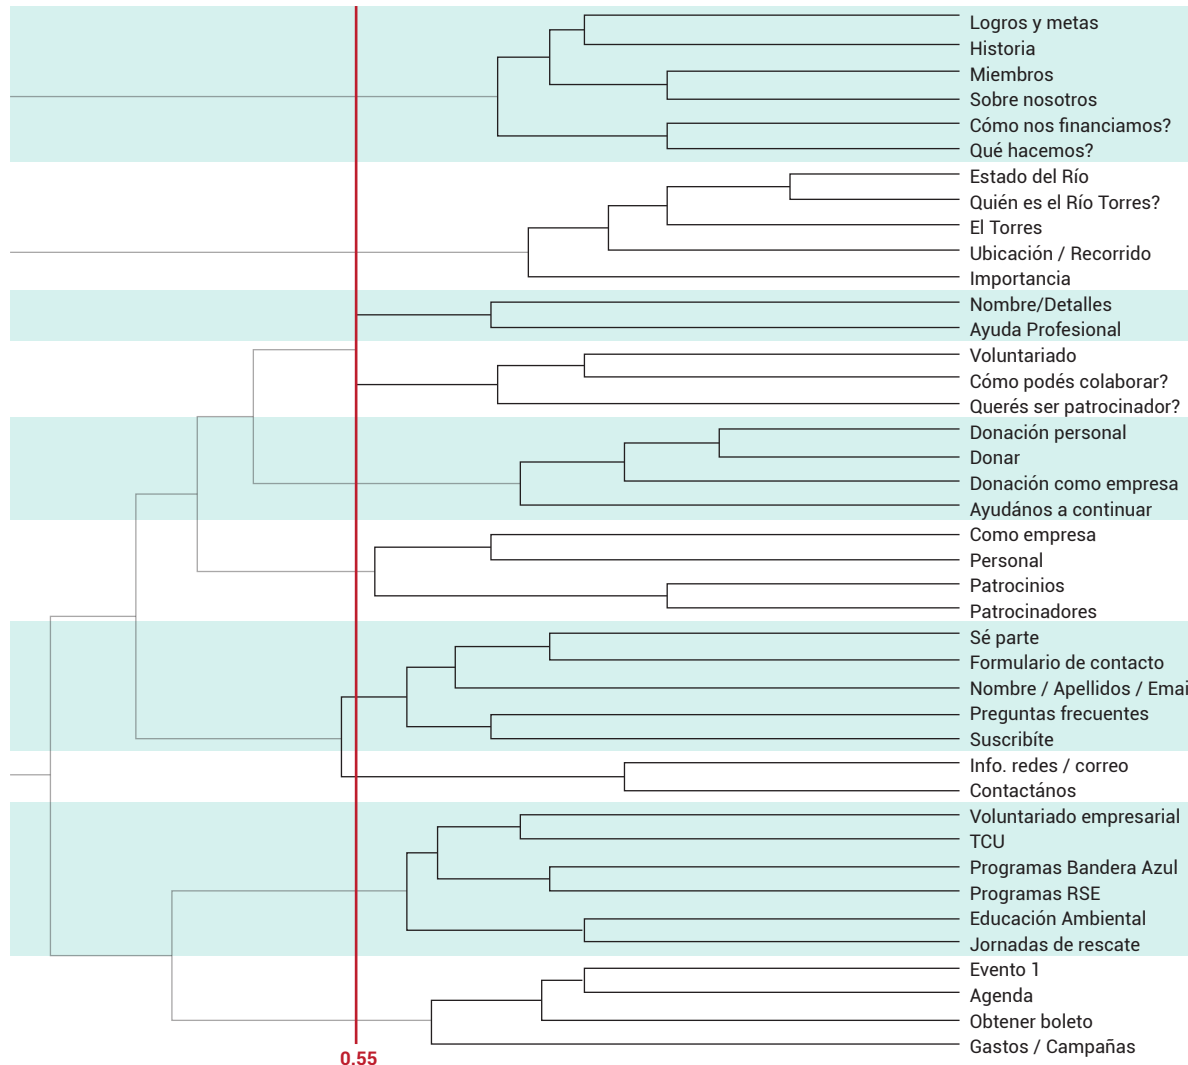 Logros y metas
Historia
Miembros
Sobre nosotros
Cómo nos financiamos?
Qué hacemos?
Estado del Río
Quién es el Río Torres?
El Torres
Ubicación / Recorrido
Importancia
Nombre/Detalles
Ayuda Profesional
Voluntariado
Cómo podés colaborar?
Querés ser patrocinador?
Donación personal
Donar
Donación como empresa
Ayudános a continuar
Como empresa
Personal
Patrocinios
Patrocinadores
Sé parte
Formulario de contacto
Nombre / Apellidos / Emai
Preguntas frecuentes
Suscribíte
Info. redes / correo
Contactános
Voluntariado empresarial
TCU
Programas Bandera Azul
Programas RSE
Educación Ambiental
Jornadas de rescate
Evento 1
Agenda
Obtener boleto
Gastos / Campañas
0.55